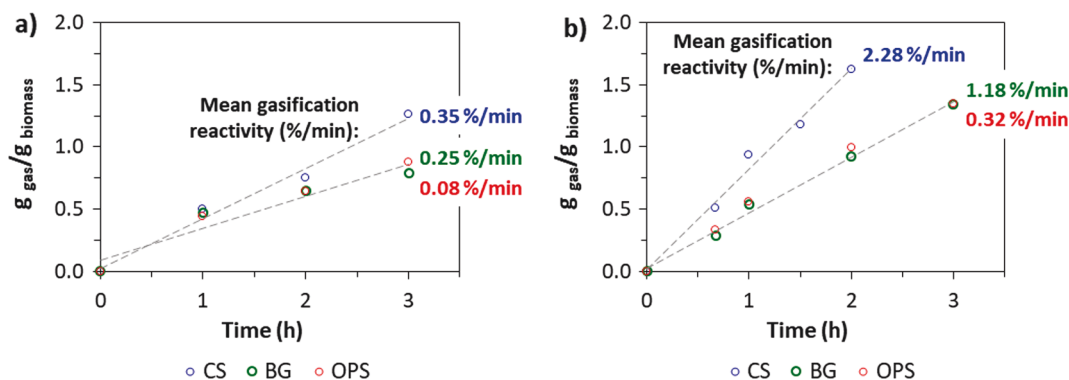 a)
2.0
1.5
1.0
0.5
0.0
g gas/g biomass
Mean gasification
reactivity (%/min):
0.35 %/min
0.25 %/min
0.08 %/min
0 1 2 3
Time (h)
CS BG OPS
b)
2.0
1.5
1.0
0.5
0.0
g gas/g biomass
Mean gasification
reactivity (%/min):
2.28 %/min
1.18 %/min
0.32 %/min
0 1 2 3
Time (h)
CS BG OPS